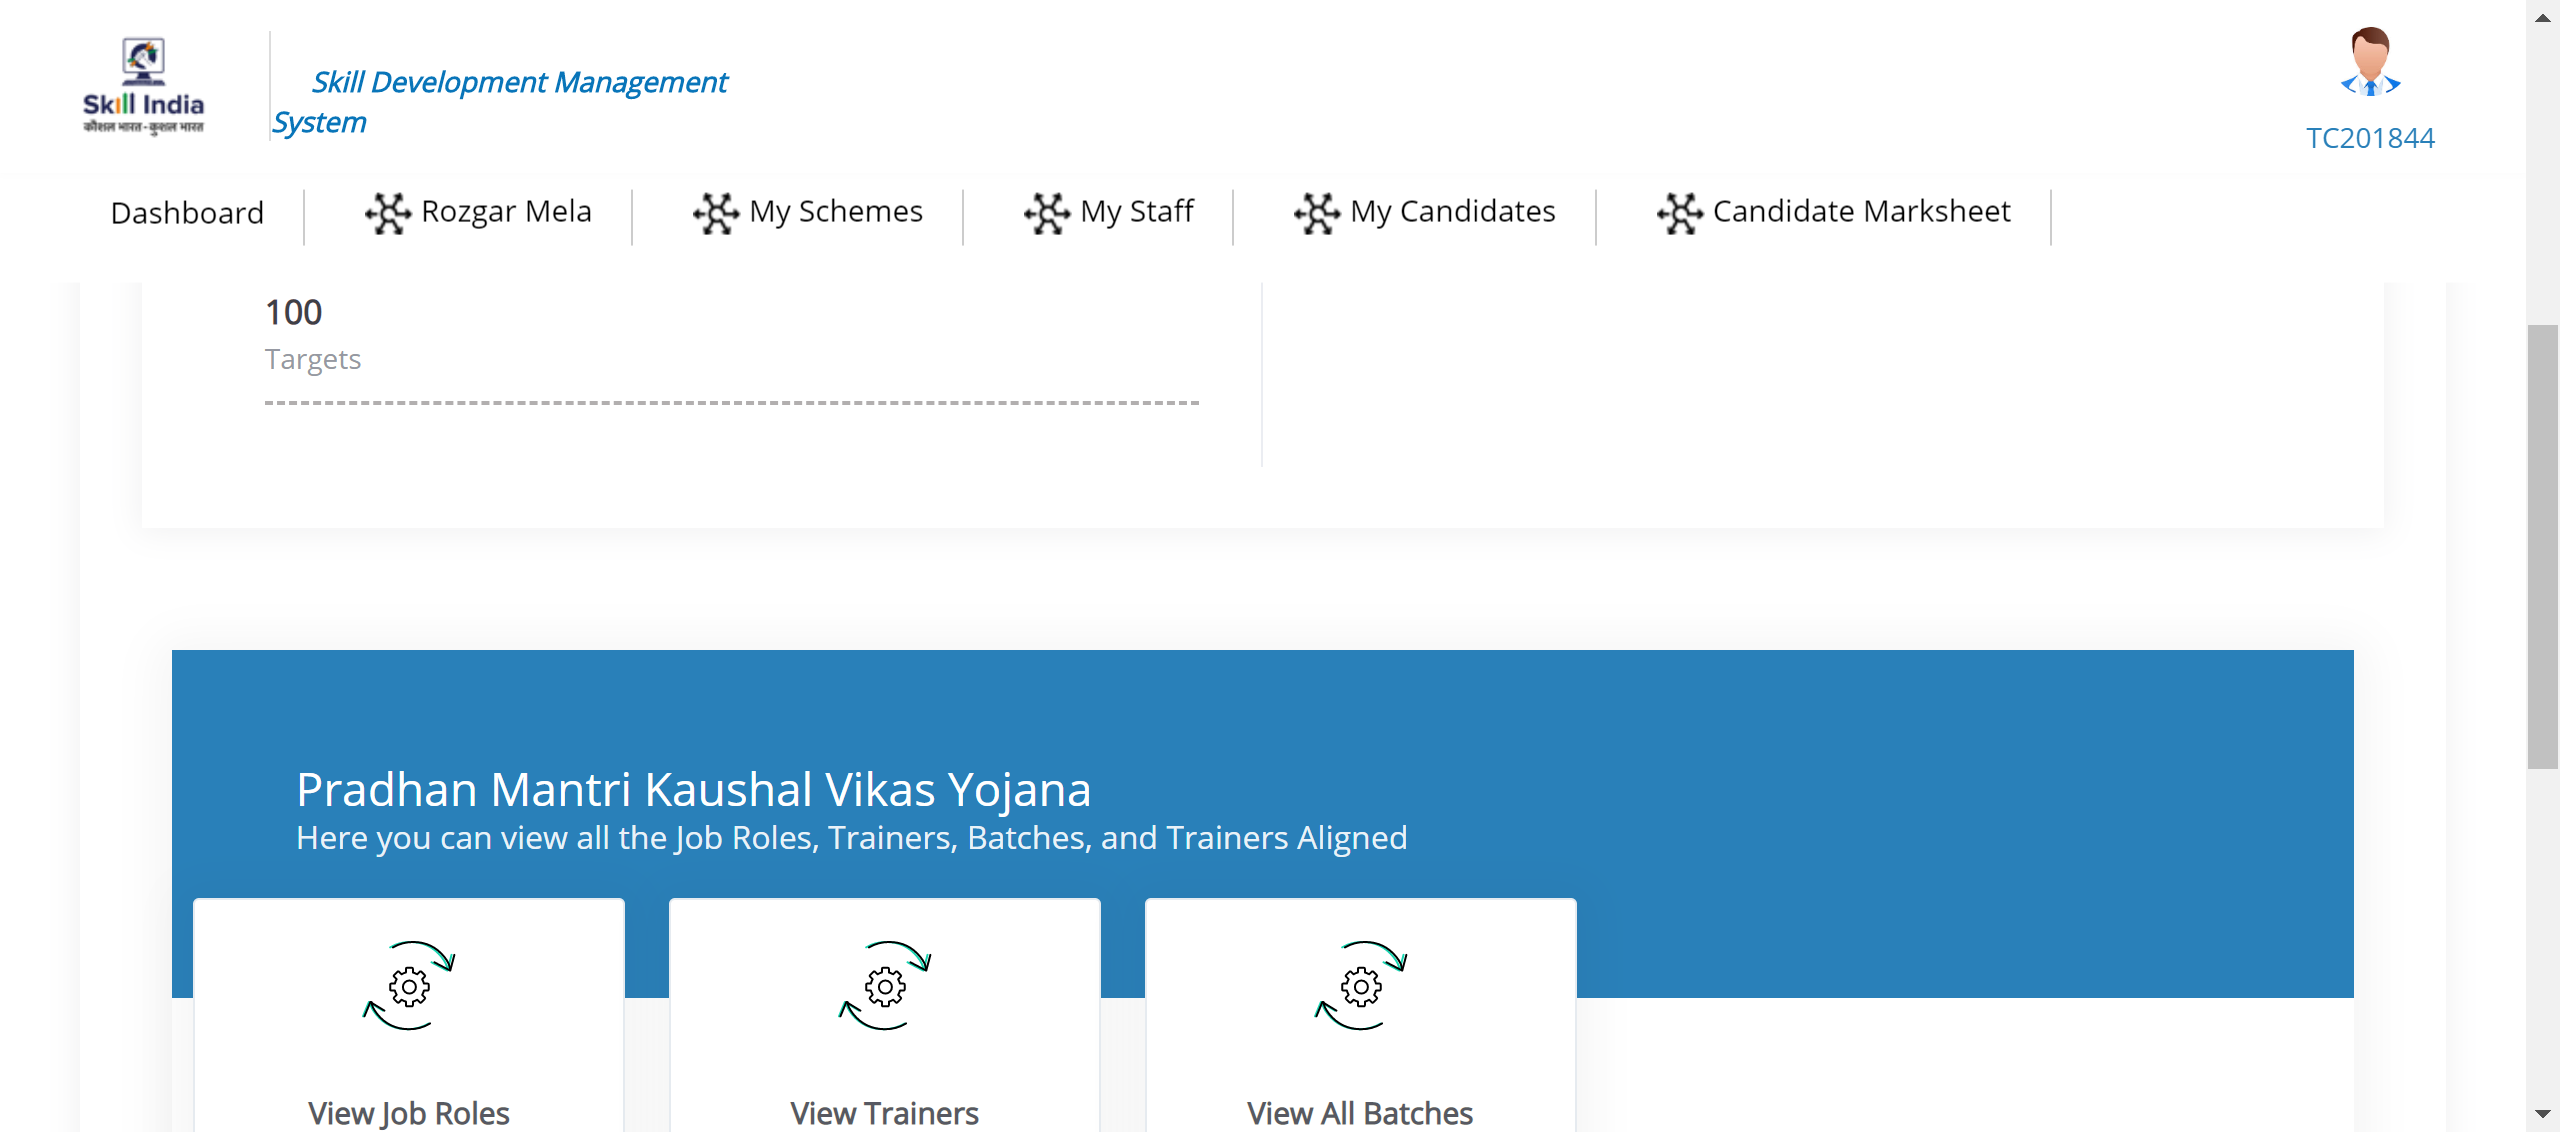 Skill India
कौशल भारत-कुशल भारत
Skill Development Management
System
TC201844
Dashboard
Rozgar Mela
My Schemes
My Staff
My Candidates
Candidate Marksheet
100
Targets
Pradhan Mantri Kaushal Vikas Yojana
Here you can view all the Job Roles, Trainers, Batches, and Trainers Aligned
View Job Roles
View Trainers
View All Batches